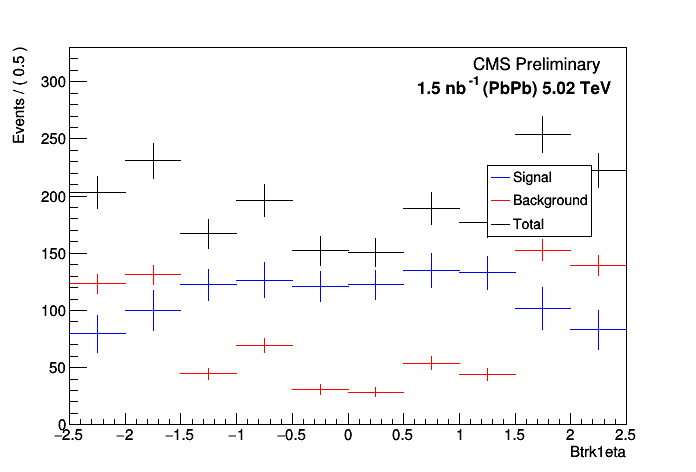 CMS Preliminary
1.5 nb-1 (PbPb) 5.02 TeV
Events / ( 0.5 )
300
250
200
150
100
50
0
Signal
Background
Total
−2.5 −2 −1.5 −1 −0.5 0 0.5 1 1.5 2 2.5
Btrk1eta